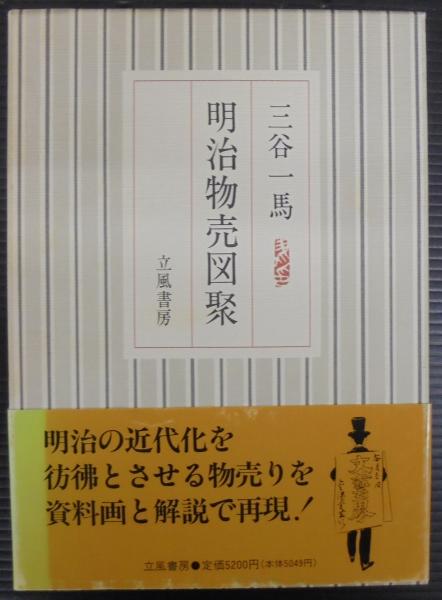 三谷一馬
明治物売図聚
立風書房
明治の近代化を
彷彿とさせる物売りを
資料画と解説で再現!
立風書房●定価5200円(本体5049円)